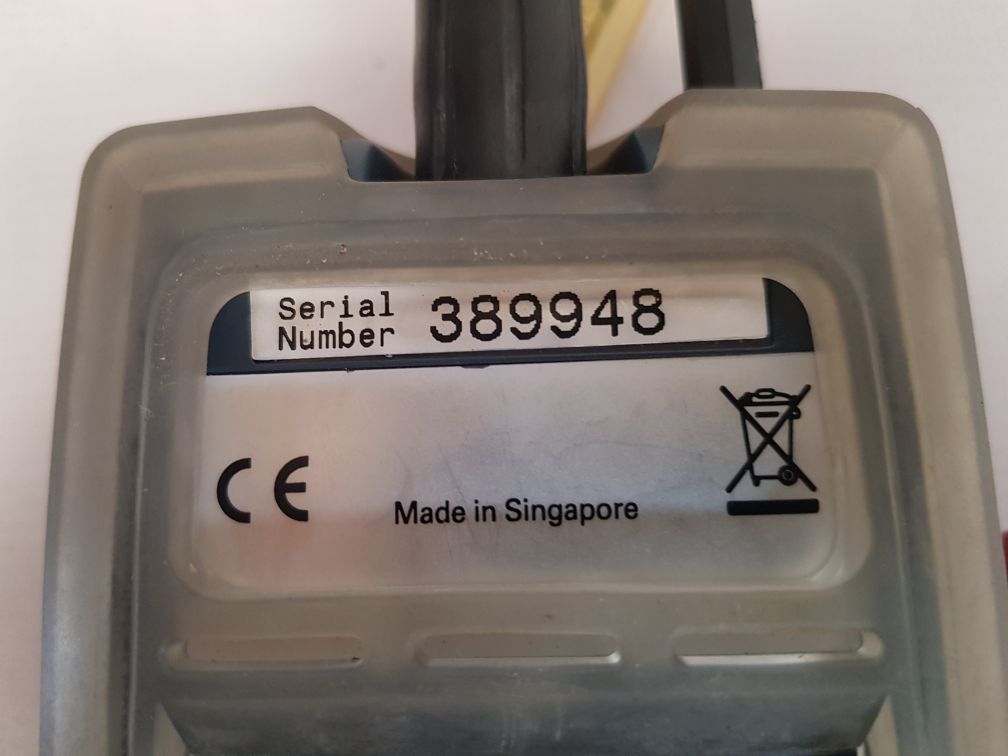 Serial
Number 389948
CE
Made in Singapore